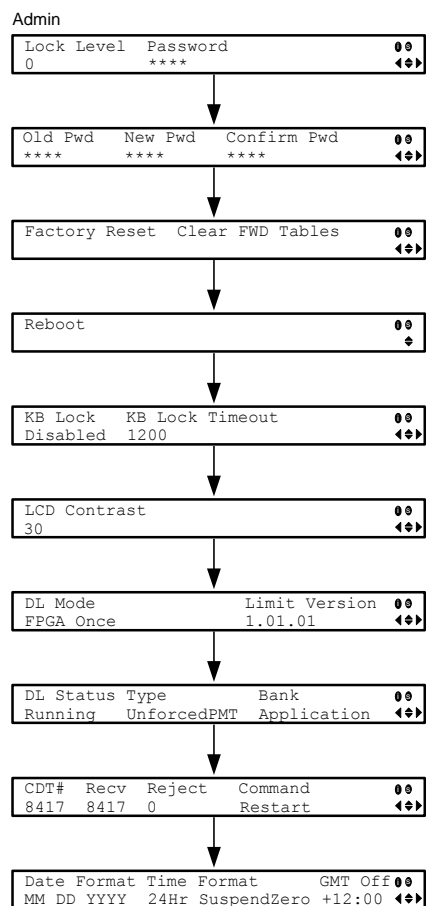 Admin
Lock Level Password
0 ****
Old Pwd New Pwd Confirm Pwd
**** **** ****
Factory Reset Clear FWD Tables
Reboot
KB Lock KB Lock Timeout
Disabled 1200
LCD Contrast
30
DL Mode Limit Version
FPGA Once 1.01.01
DL Status Type Bank
Running UnforcedPMT Application
CDT# Recv Reject Command
8417 8417 0 Restart
Date Format Time Format GMT Off
MM DD YYYY 24Hr SuspendZero +12:00